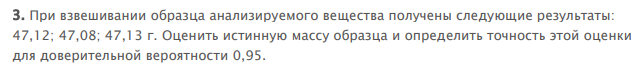 3. При взвешивании образца анализируемого вещества получены следующие результаты:
47,12; 47,08; 47,13 г. Оценить истинную массу образца и определить точность этой оценки
для доверительной вероятности 0,95.